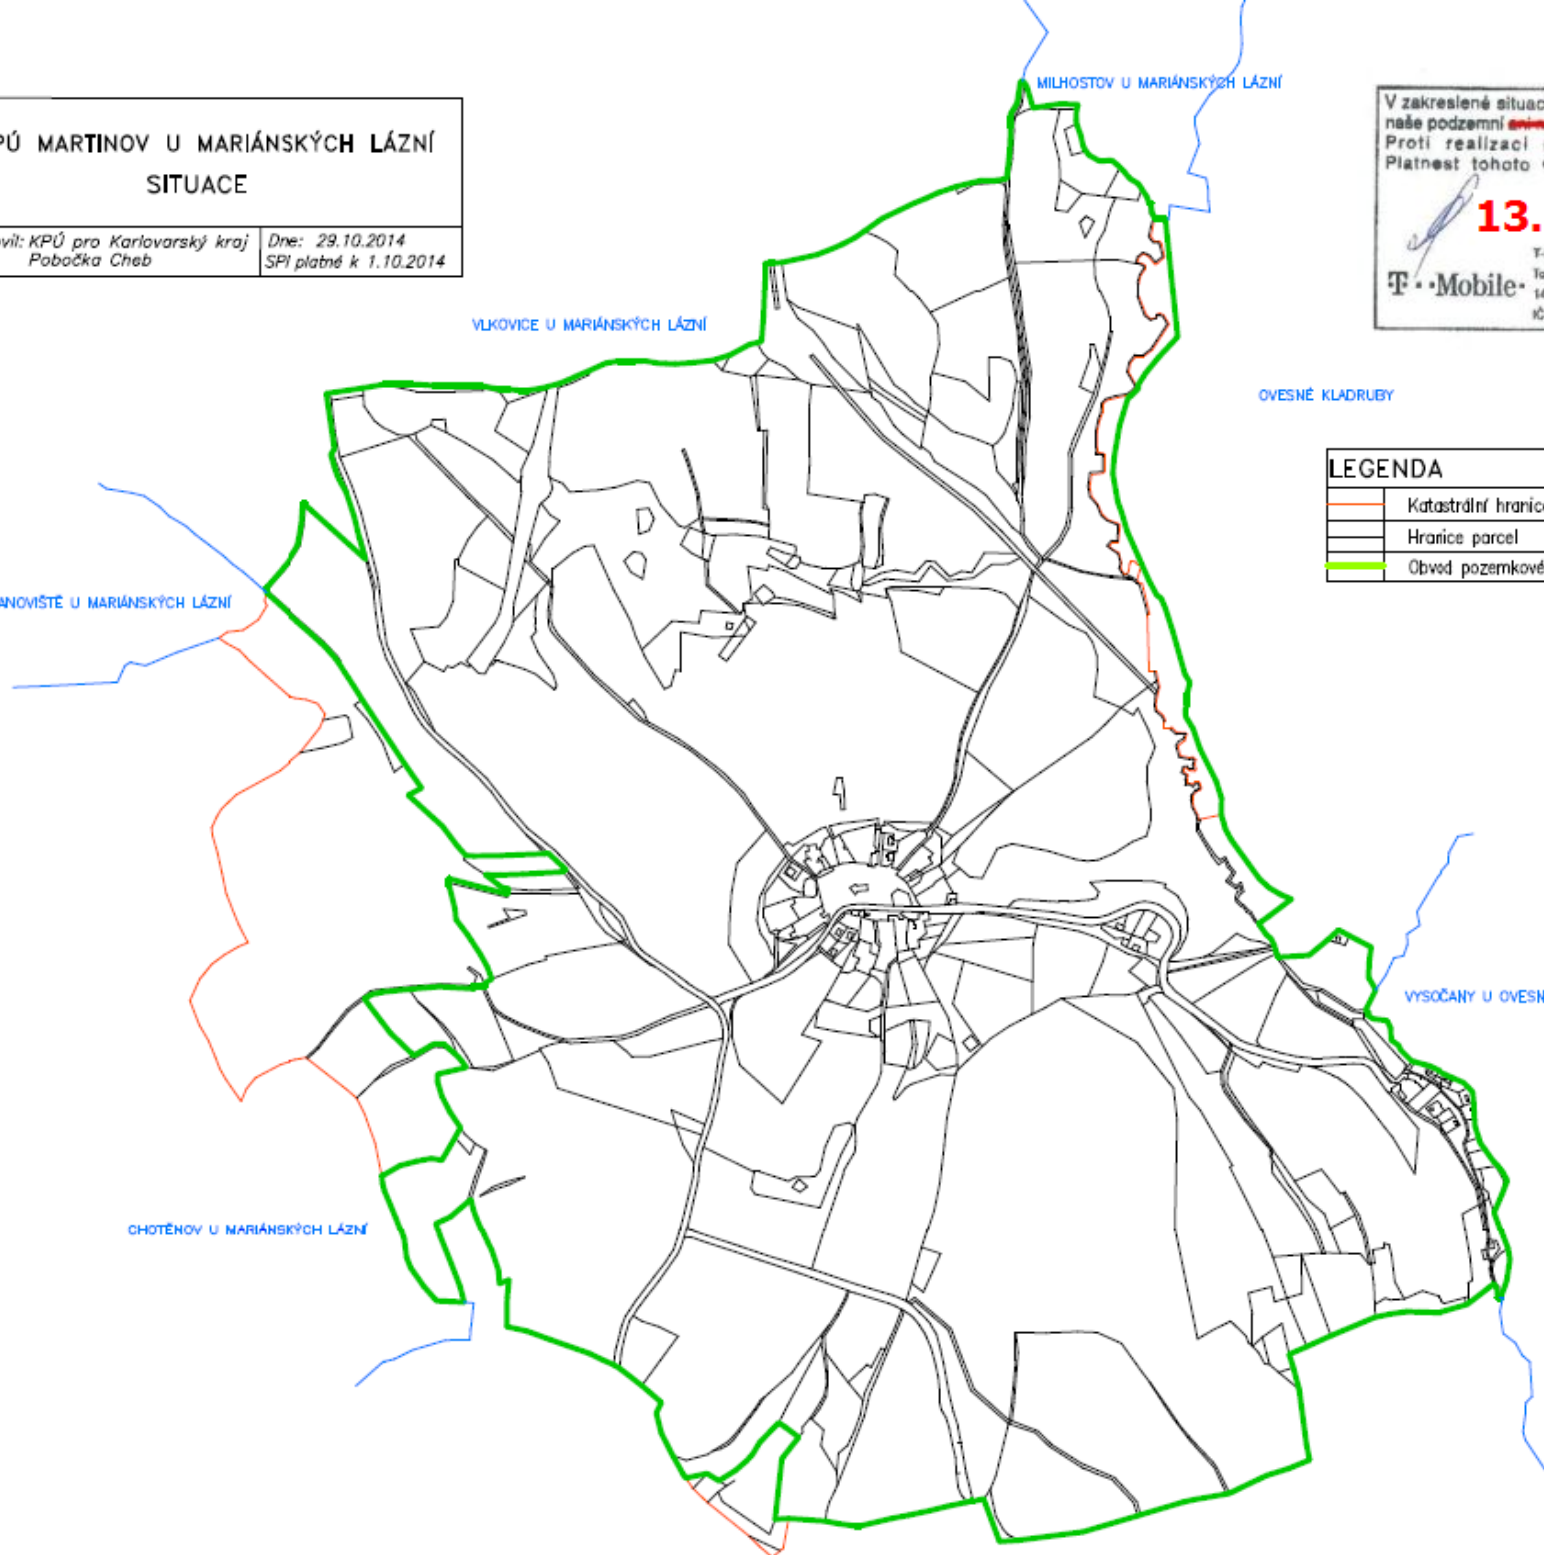 MILHOSTOV U MARIÁNSKÝCH LÁZNÍ
V zakreslené
naše podzemní
Proti realizaci
Platnest tohoto
13.
T··Mobile·
PÚ MARTINOV U MARIÁNSKÝCH LÁZNÍ
SITUACE
vil: KPÚ pro Karlovarský kraj
Pobočka Cheb
Dne: 29.10.2014
SPI platné k 1.10.2014
VLKOVICE U MARIÁNSKÝCH LÁZNÍ
OVESNÉ KLADRUBY
LEGENDA
Katastrální hranice
Hranice parcel
Obvod pozemkové
ANOVIŠTĚ U MARIÁNSKÝCH LÁZNÍ
VYSOČANY U OVESN
CHOTĚNOV U MARIÁNSKÝCH LÁZNÍ